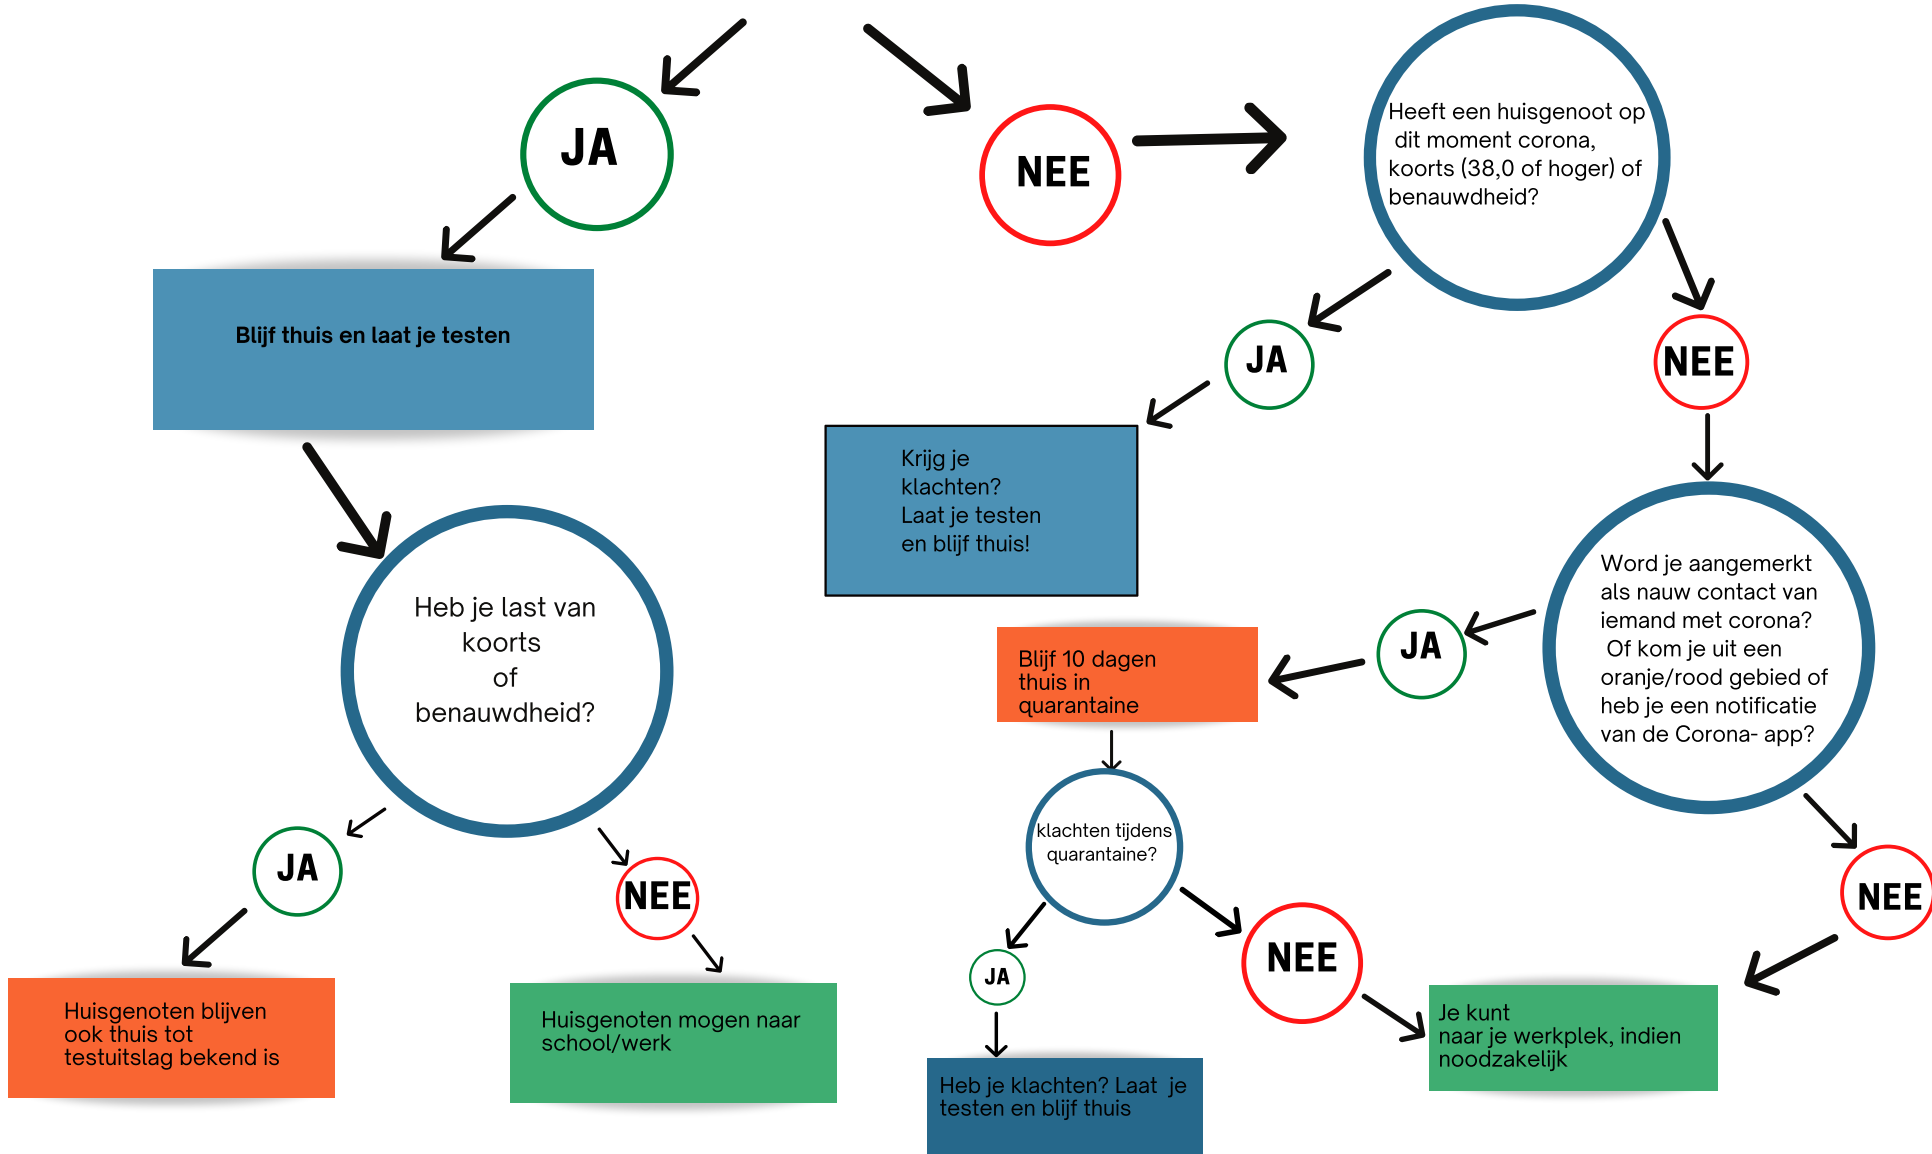 JA
NEE
Heeft een huisgenoot op
dit moment corona,
koorts (38,0 of hoger) of
benauwdheid?
Blijf thuis en laat je testen
JA
NEE
Krijg je
klachten?
Laat je testen
en blijf thuis!
Heb je last van
koorts
of
benauwdheid?
Word je aangemerkt
als nauw contact van
iemand met corona?
Of kom je uit een
oranje/rood gebied of
heb je een notificatie
van de Corona- app?
JA
Blijf 10 dagen
thuis in
quarantaine
klachten tijdens
quarantaine?
JA
NEE
NEE
JA
NEE
Huisgenoten blijven
ook thuis tot
testuitslag bekend is
Huisgenoten mogen naar
school/werk
Je kunt
naar je werkplek, indien
noodzakelijk
Heb je klachten? Laat je
testen en blijf thuis